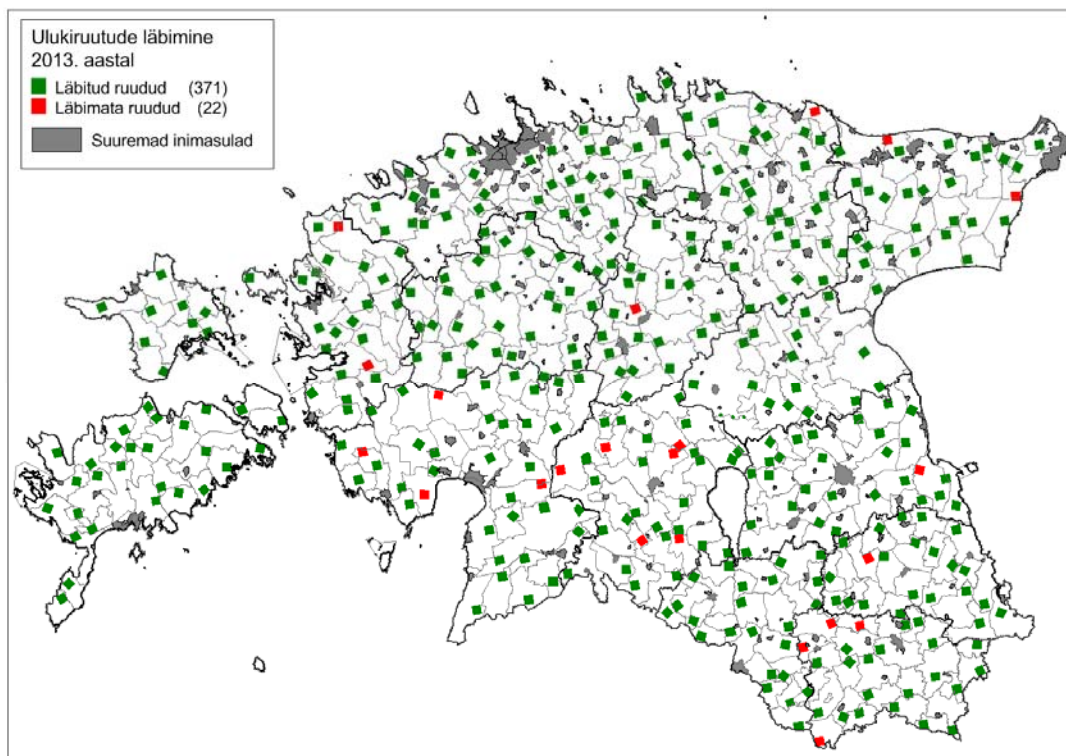 Ulukiruutude läbimine
2013. aastal
Läbitud ruudud (371)
Läbimata ruudud (22)
Suuremad inimasulad